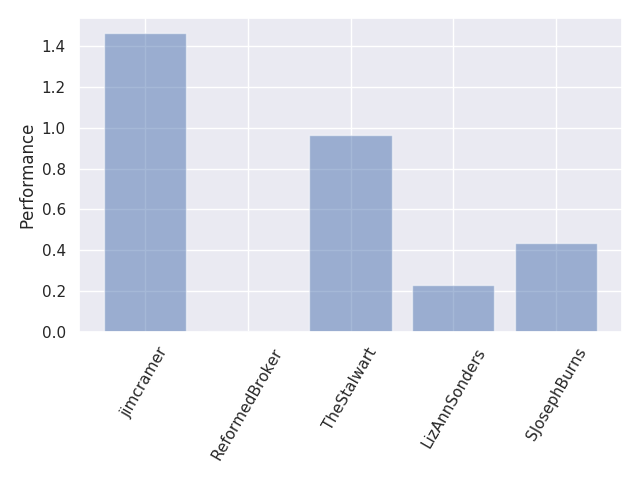 1.4
1.2
1.0
0.8
0.6
0.4
0.2
0.0
Performance
jimcramer
ReformedBroker
TheStalwart
LizAnnSonders
SJosephBurns